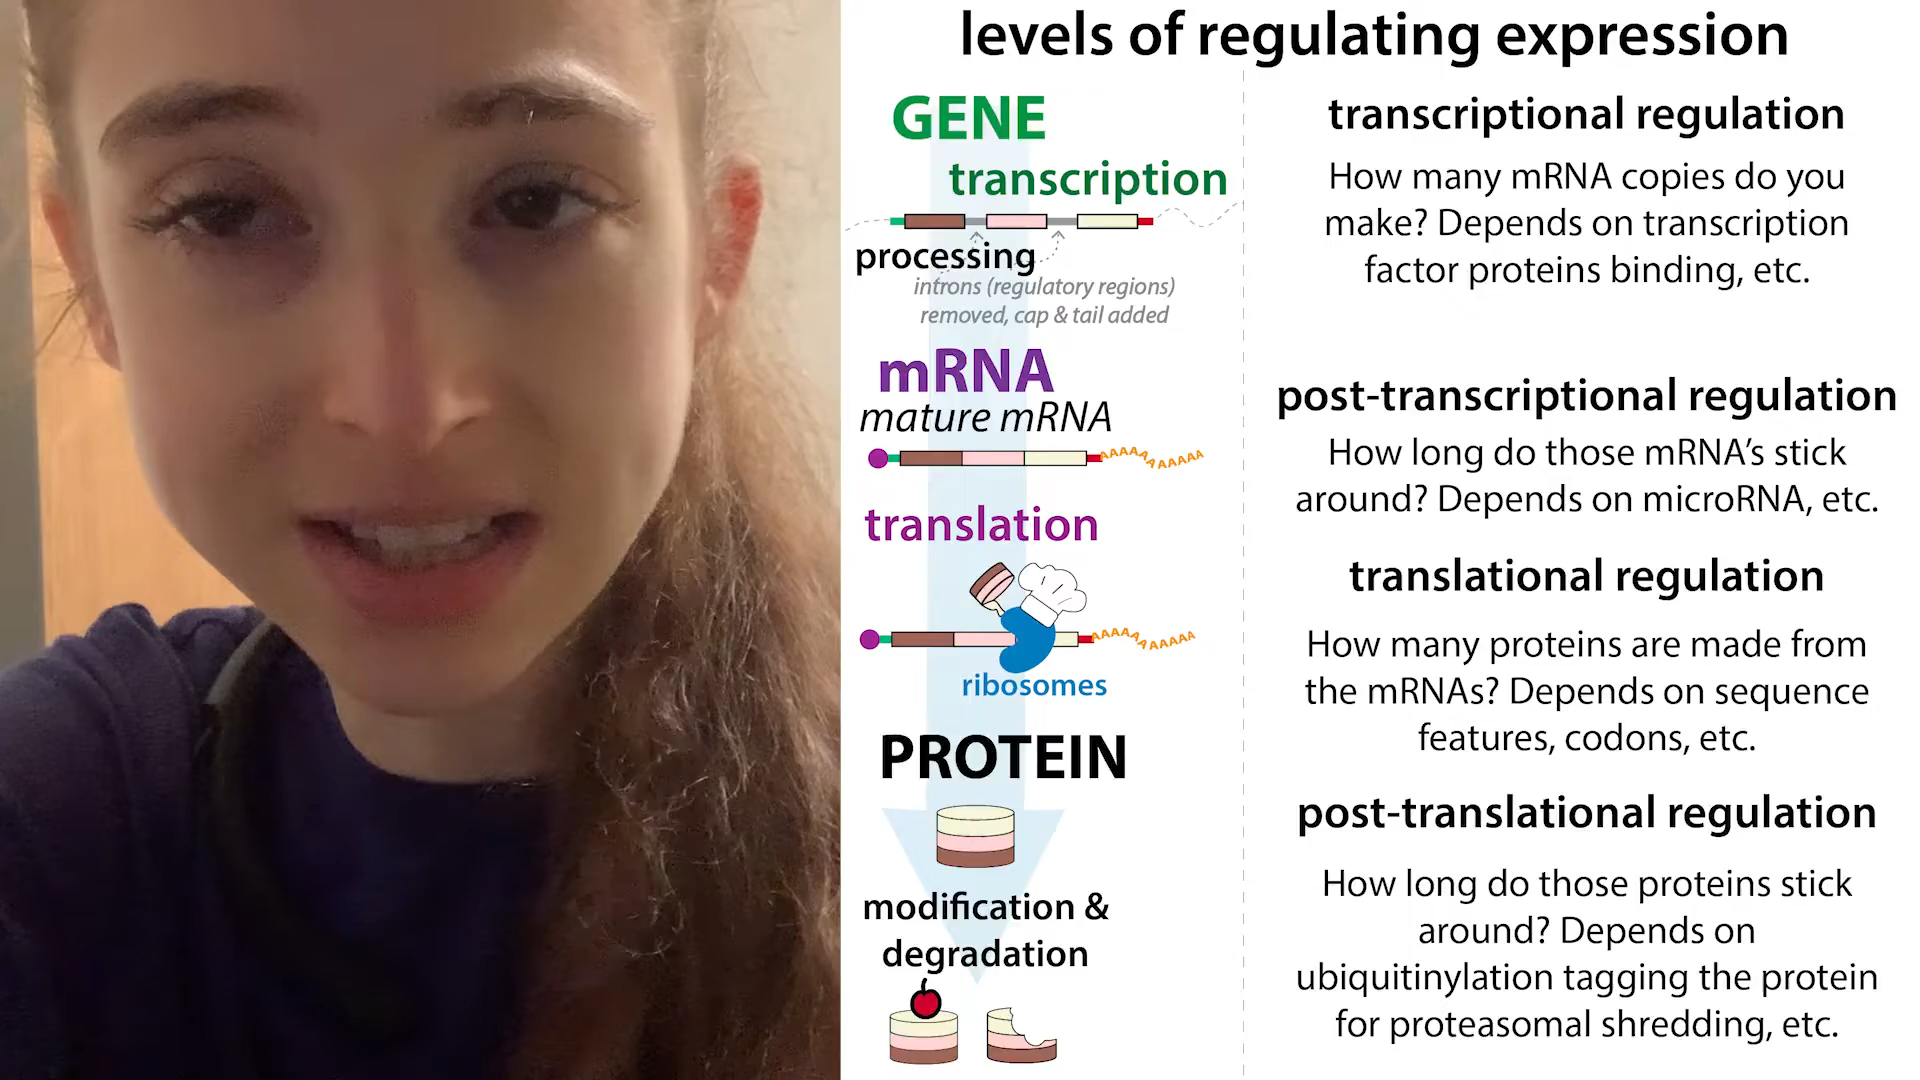 levels of regulating expression
GENE
transcription
processing
introns (regulatory regions)
removed, cap & tail added
mRNA
mature mRNA
AAAAAAAAAAA
translation
AAAAAAAAAAA
ribosomes
PROTEIN
modification &
degradation
transcriptional regulation
How many mRNA copies do you
make? Depends on transcription
factor proteins binding, etc.
post-transcriptional regulation
How long do those mRNA’s stick
around? Depends on microRNA, etc.
translational regulation
How many proteins are made from
the mRNAs? Depends on sequence
features, codons, etc.
post-translational regulation
How long do those proteins stick
around? Depends on
ubiquitinylation tagging the protein
for proteasomal shredding, etc.